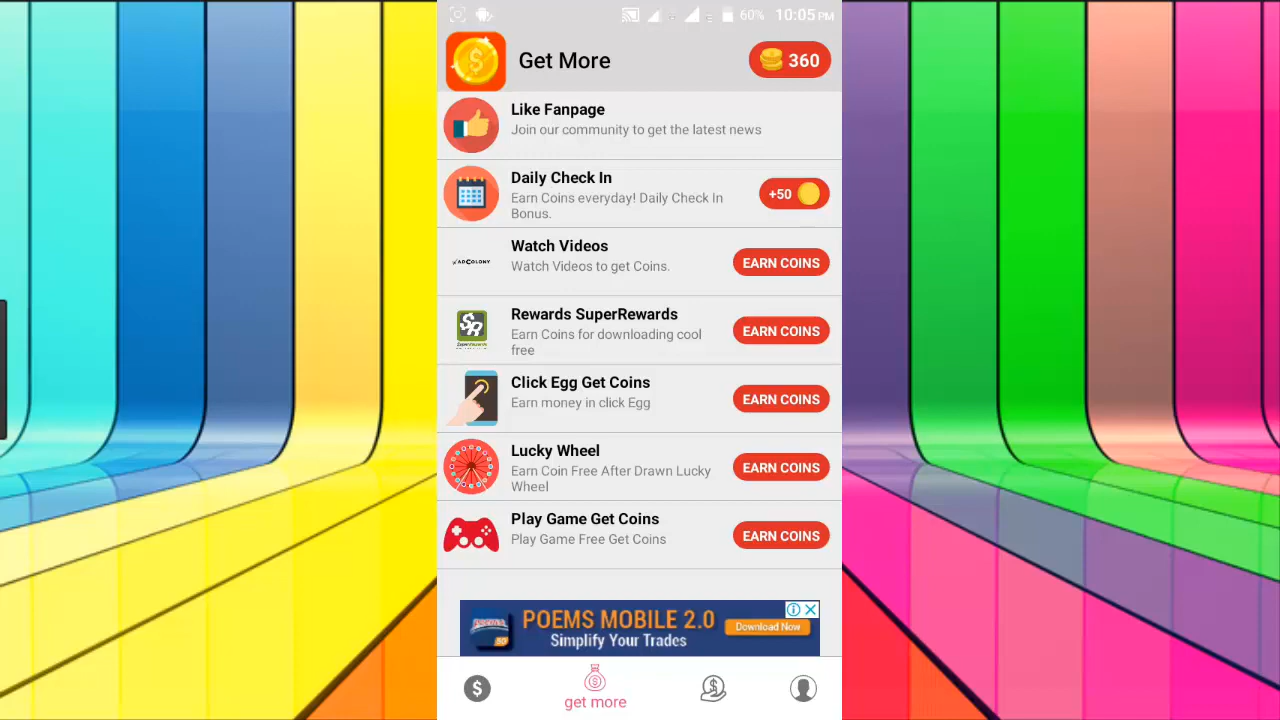 60% 10:05 PM
Get More
360
Like Fanpage
Join our community to get the latest news
Daily Check In
Earn Coins everyday! Daily Check In
Bonus.
+50
Watch Videos
Watch Videos to get Coins.
ADCOLONY
EARN COINS
Rewards SuperRewards
Earn Coins for downloading cool
free
SR
EARN COINS
Click Egg Get Coins
Earn money in click Egg
EARN COINS
Lucky Wheel
Earn Coin Free After Drawn Lucky
Wheel
EARN COINS
Play Game Get Coins
Play Game Free Get Coins
EARN COINS
POEMS MOBILE 2.0
Simplify Your Trades
Download Now
get more